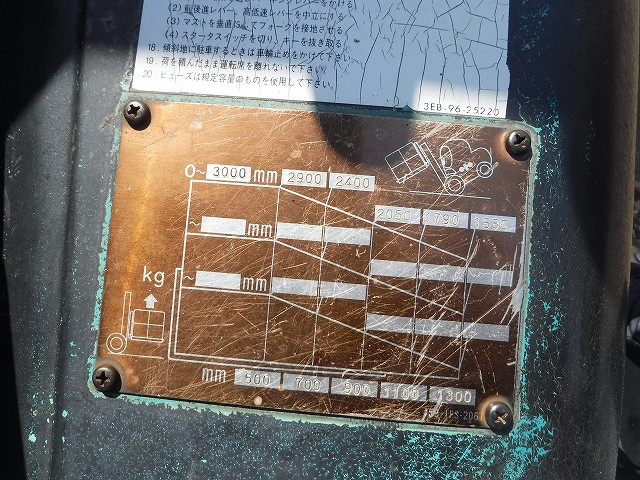 (2) 前後進レバー, 高低速レバーを中立にする
(3) マストを垂直にしてフォークを接地させる
(4) スタータスイッチを切り、キーを抜き取る
18. 傾斜地に駐車するときは車輪止めをかけて下さい
19. 荷を積んだまま運転席を離れないで下さい。
20. ヒューズは規定容量のものを使用して下さい。
3EB-96-25220
0~3000mm 2900 2400
2050 1790 1580
~ mm
kg ~ mm
mm 500 700 900 1100 1300